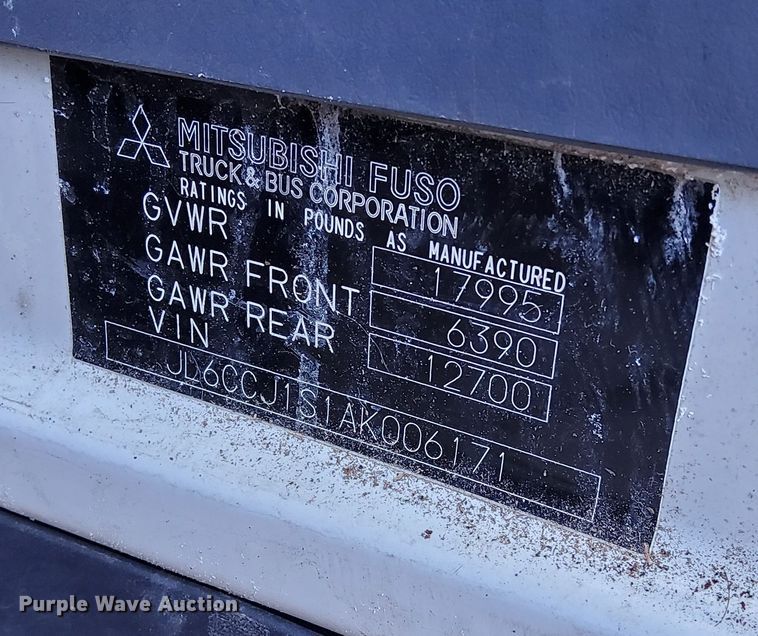 MITSUBISHI FUSO
TRUCK & BUS CORPORATION
RATINGS IN POUNDS AS MANUFACTURED
GVWR 17995
GAWR FRONT 6390
GAWR REAR 12700
VIN
JL6CCJ1S1AK006171
Purple Wave Auction